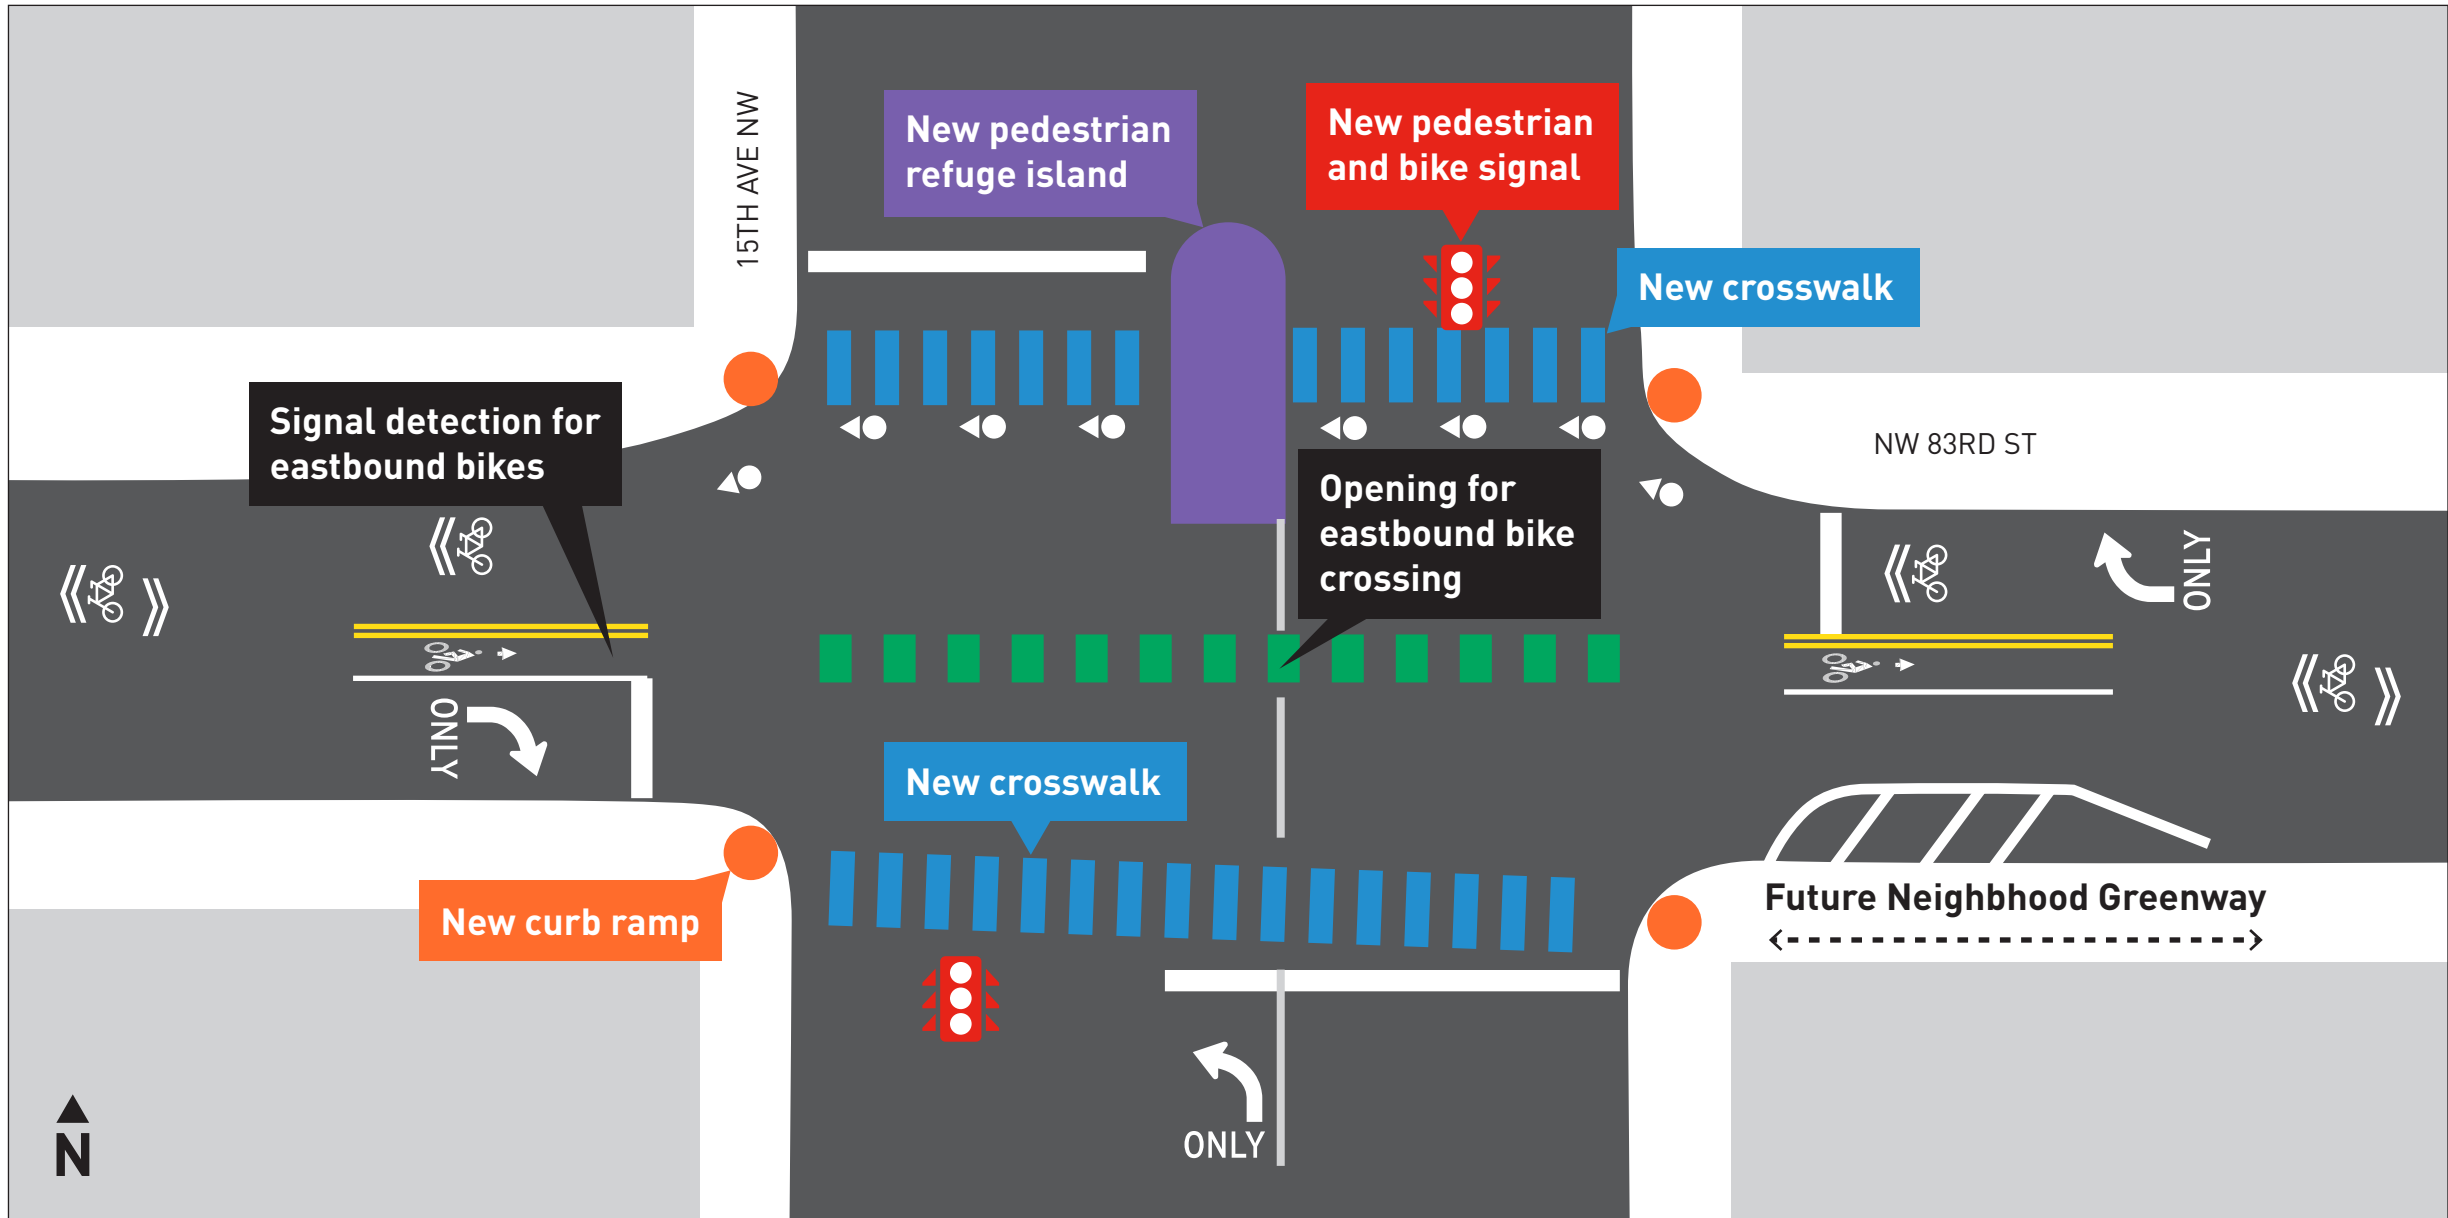 15TH AVE NW
New pedestrian
refuge island
New pedestrian
and bike signal
New crosswalk
Signal detection for
eastbound bikes
NW 83RD ST
Opening for
eastbound bike
crossing
ONLY
ONLY
New crosswalk
New curb ramp
Future Neighbhood Greenway
ONLY
N